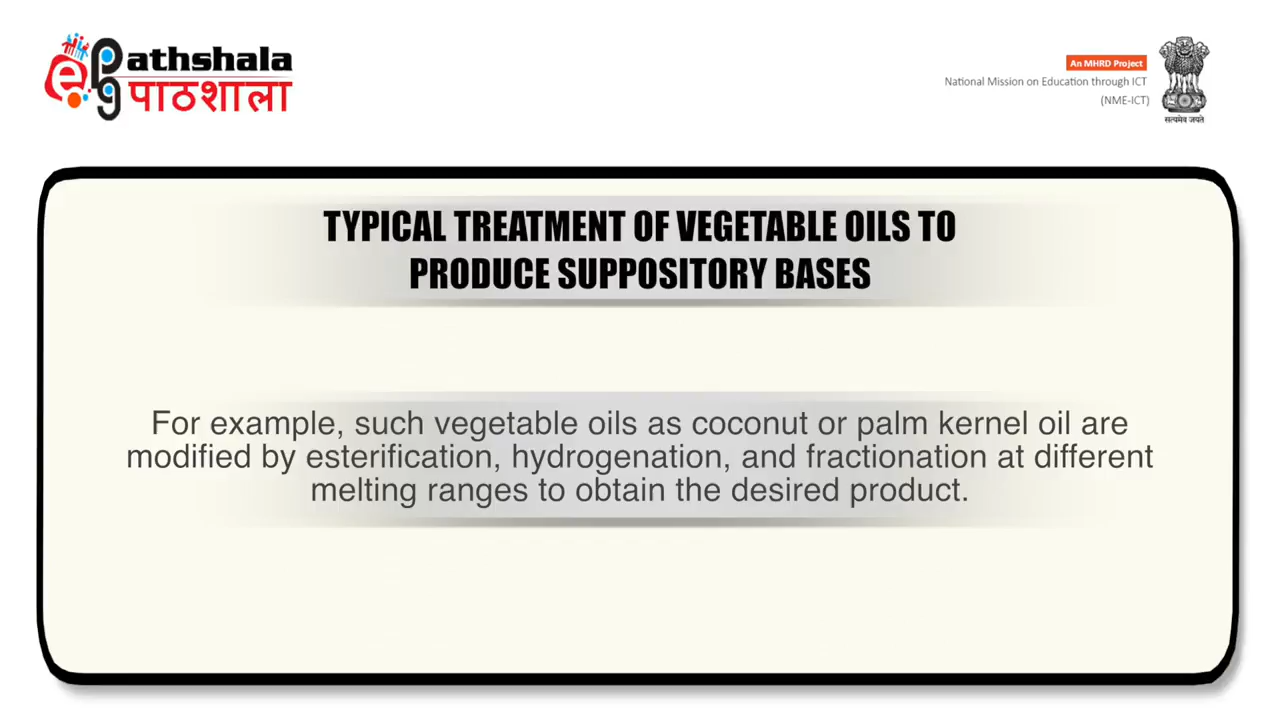 e pg Pathshala
पाठशाला
An MHRD Project
National Mission on Education through ICT
(NME-ICT)
सत्यमेव जयते
TYPICAL TREATMENT OF VEGETABLE OILS TO
PRODUCE SUPPOSITORY BASES
For example, such vegetable oils as coconut or palm kernel oil are
modified by esterification, hydrogenation, and fractionation at different
melting ranges to obtain the desired product.